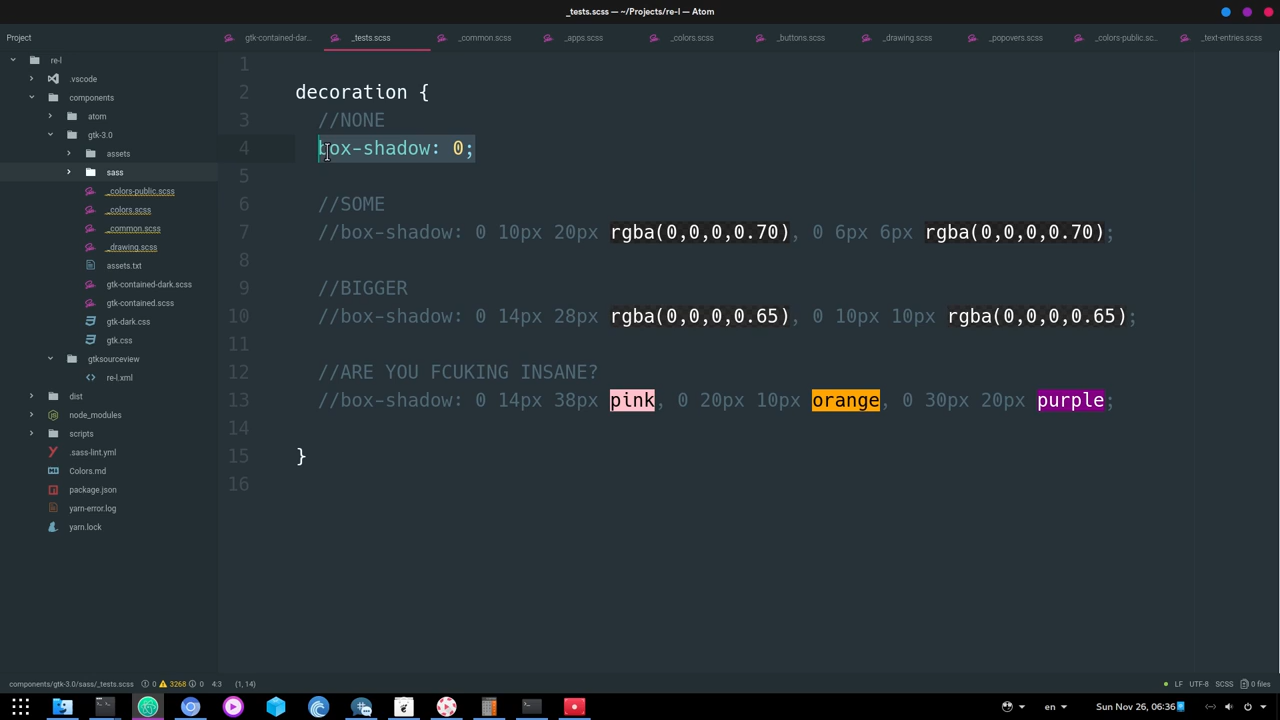 _tests.scss — ~/Projects/re-l — Atom
Project
gtk-contained-dar...
_tests.scss
_common.scss
_apps.scss
_colors.scss
_buttons.scss
_drawing.scss
_popovers.scss
_colors-public.sc...
_text-entries.scss
re-l
.vscode
components
atom
gtk-3.0
assets
sass
_colors-public.scss
_colors.scss
_common.scss
_drawing.scss
assets.txt
gtk-contained-dark.scss
gtk-contained.scss
gtk-dark.css
gtk.css
gtksourceview
re-l.xml
dist
node_modules
scripts
.sass-lint.yml
Colors.md
package.json
yarn-error.log
yarn.lock
1
2 decoration {
3 //NONE
4 box-shadow: 0;
5
6 //SOME
7 //box-shadow: 0 10px 20px rgba(0,0,0,0.70), 0 6px 6px rgba(0,0,0,0.70);
8
9 //BIGGER
10 //box-shadow: 0 14px 28px rgba(0,0,0,0.65), 0 10px 10px rgba(0,0,0,0.65);
11
12 //ARE YOU FCUKING INSANE?
13 //box-shadow: 0 14px 38px pink, 0 20px 10px orange, 0 30px 20px purple;
14
15 }
16
components/gtk-3.0/sass/_tests.scss 0 3268 0 4:3 (1, 14)
LF UTF-8 SCSS 0 files
en Sun Nov 26, 06:36